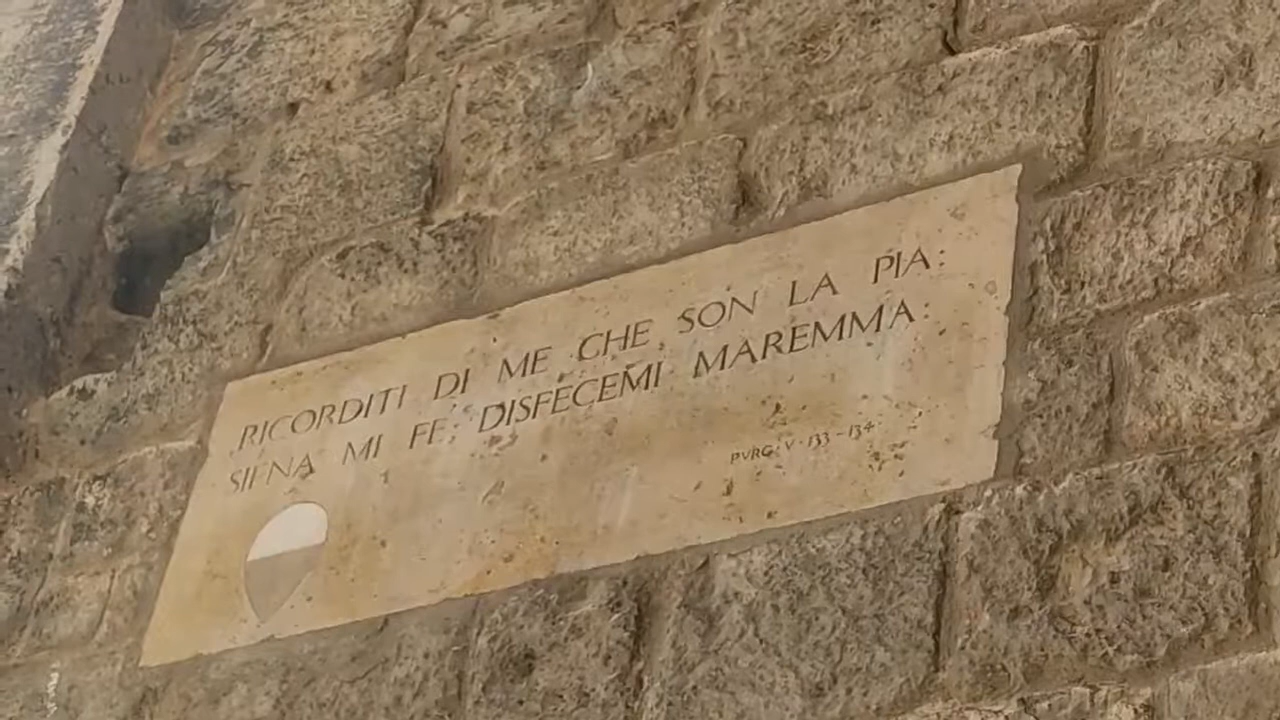 RICORDITI DI ME CHE SON LA PIA:
SIENA MI FE; DISFECEMI MAREMMA:
PVRG · V · 133 - 134 ·